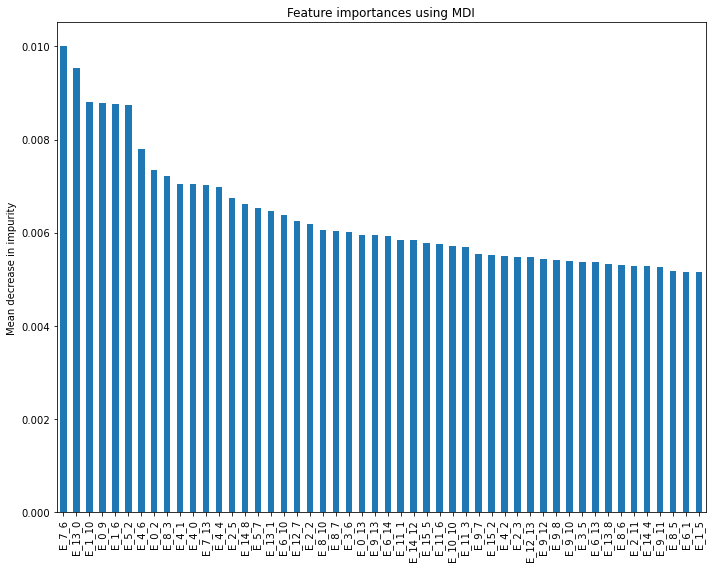 Feature importances using MDI
Mean decrease in impurity
0.010
0.008
0.006
0.004
0.002
0.000
E_7_6
E_13_0
E_1_10
E_0_9
E_1_6
E_5_2
E_4_6
E_0_2
E_8_3
E_4_1
E_4_0
E_7_13
E_4_4
E_2_5
E_14_8
E_5_7
E_13_1
E_6_10
E_12_7
E_2_2
E_8_10
E_8_7
E_3_6
E_0_13
E_9_13
E_6_14
E_11_1
E_14_12
E_15_5
E_11_6
E_10_10
E_11_3
E_9_7
E_15_2
E_4_2
E_2_3
E_12_13
E_9_12
E_9_8
E_9_10
E_3_5
E_6_13
E_13_8
E_8_6
E_2_11
E_14_4
E_9_11
E_8_5
E_6_1
E_1_5